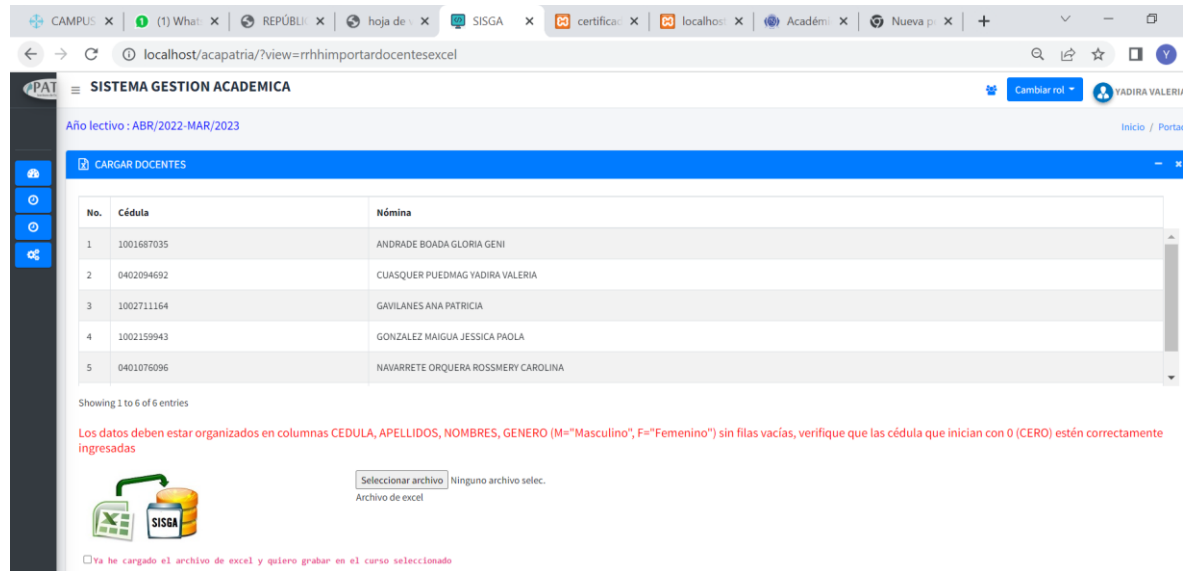 CAMPUS
(1) What
REPÚBLIC
hoja de v
SISGA
certificac
localhost
Académi
Nueva p
localhost/acapatria/?view=rrhhimportardocentesexcel
Y
PAT
SISTEMA GESTION ACADEMICA
Cambiar rol
YADIRA VALERIA
Año lectivo : ABR/2022-MAR/2023
Inicio / Porta
CARGAR DOCENTES
No. Cédula Nómina
1 1001687035 ANDRADE BOADA GLORIA GENI
2 0402094692 CUASQUER PUEDMAG YADIRA VALERIA
3 1002711164 GAVILANES ANA PATRICIA
4 1002159943 GONZALEZ MAIGUA JESSICA PAOLA
5 0401076096 NAVARRETE ORQUERA ROSSMERY CAROLINA
Showing 1 to 6 of 6 entries
Los datos deben estar organizados en columnas CEDULA, APELLIDOS, NOMBRES, GENERO (M="Masculino", F="Femenino") sin filas vacías, verifique que las cédula que inician con 0 (CERO) estén correctamente
ingresadas
Seleccionar archivo Ninguno archivo selec.
Archivo de excel
SISGA
Ya he cargado el archivo de excel y quiero grabar en el curso seleccionado